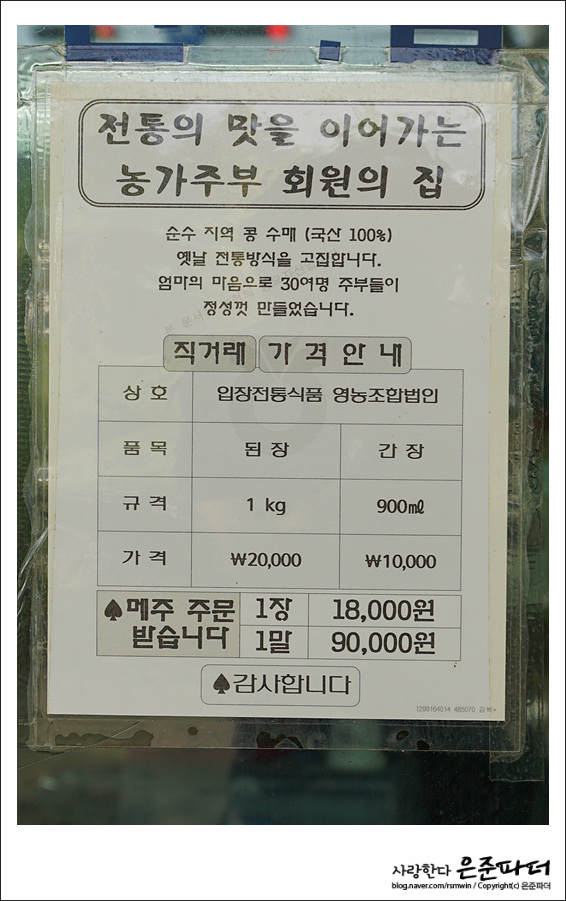 전통의 맛을 이어가는
농가주부 회원의 집
순수 지역 콩 수매 (국산 100%)
옛날 전통방식을 고집합니다.
엄마의 마음으로 30여명 주부들이
정성껏 만들었습니다.
직거래 가격안내
상호 입장전통식품 영농조합법인
품목 된장 간장
규격 1 kg 900㎖
가격 ₩20,000 ₩10,000
♠메주 주문 1장 18,000원
받습니다 1말 90,000원
♠감사합니다
사랑한다 은준파더
blog.naver.com/rsmwin / Copyright(c) 은준파더